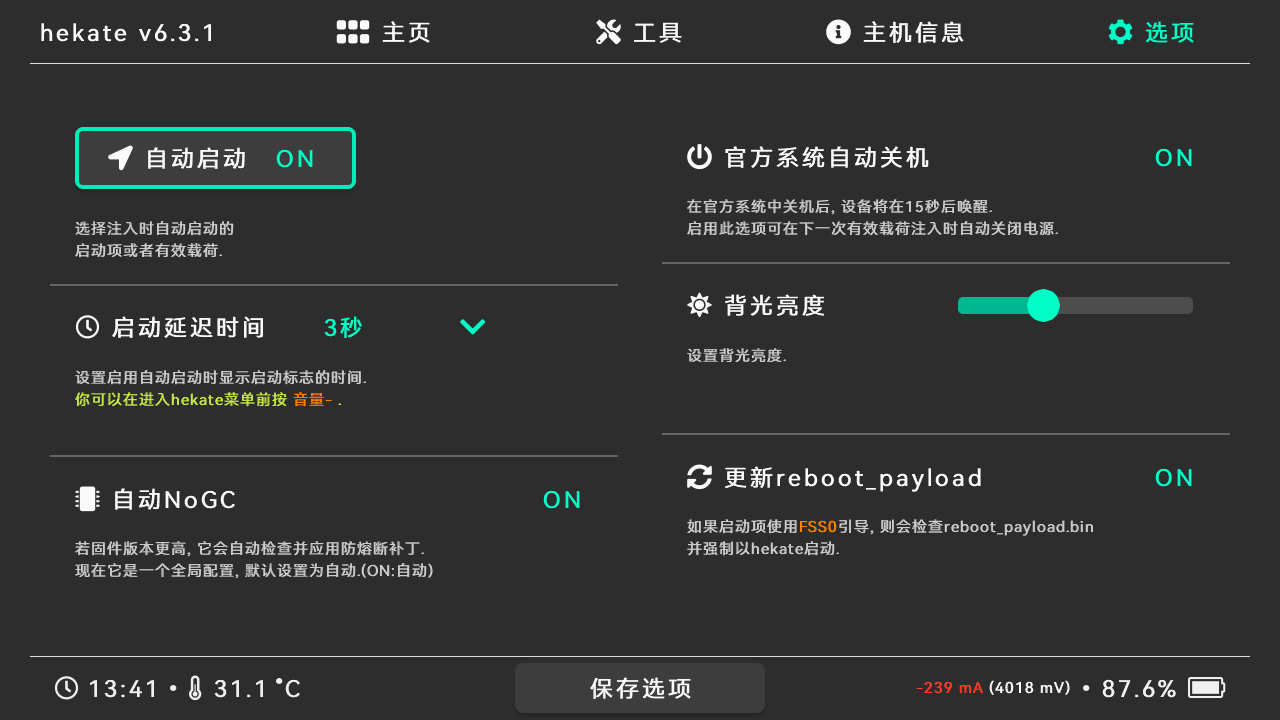 hekate v6.3.1
主页
工具
主机信息
选项
自动启动 ON
选择注入时自动启动的
启动项或者有效载荷.
启动延迟时间 3秒
设置启用自动启动时显示启动标志的时间.
你可以在进入hekate菜单前按 音量- .
自动NoGC ON
若固件版本更高, 它会自动检查并应用防熔断补丁.
现在它是一个全局配置, 默认设置为自动.(ON:自动)
官方系统自动关机 ON
在官方系统中关机后, 设备将在15秒后唤醒.
启用此选项可在下一次有效载荷注入时自动关闭电源.
背光亮度
设置背光亮度.
更新reboot_payload ON
如果启动项使用FSS0引导, 则会检查reboot_payload.bin
并强制以hekate启动.
13:41 • 31.1 °C
保存选项
-239 mA (4018 mV) • 87.6%